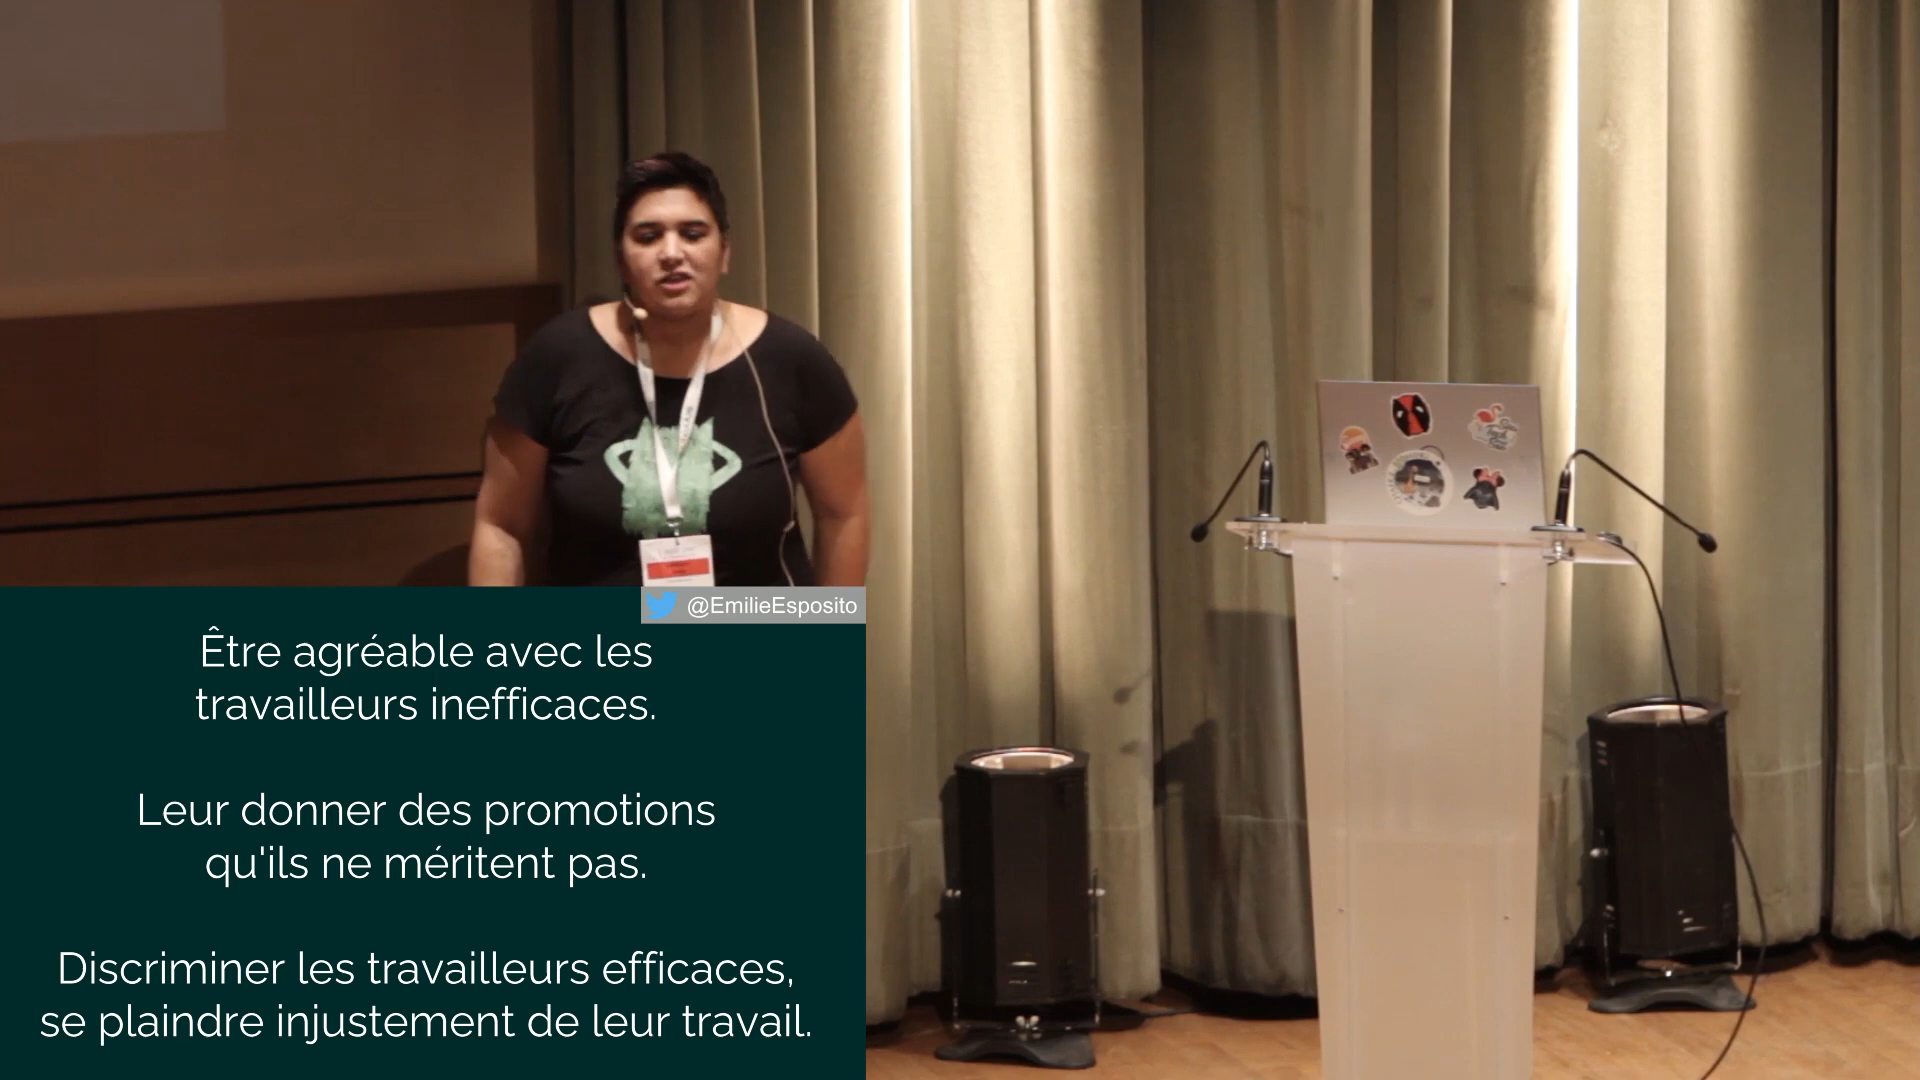 @EmilieEsposito
Être agréable avec les
travailleurs inefficaces.
Leur donner des promotions
qu'ils ne méritent pas.
Discriminer les travailleurs efficaces,
se plaindre injustement de leur travail.